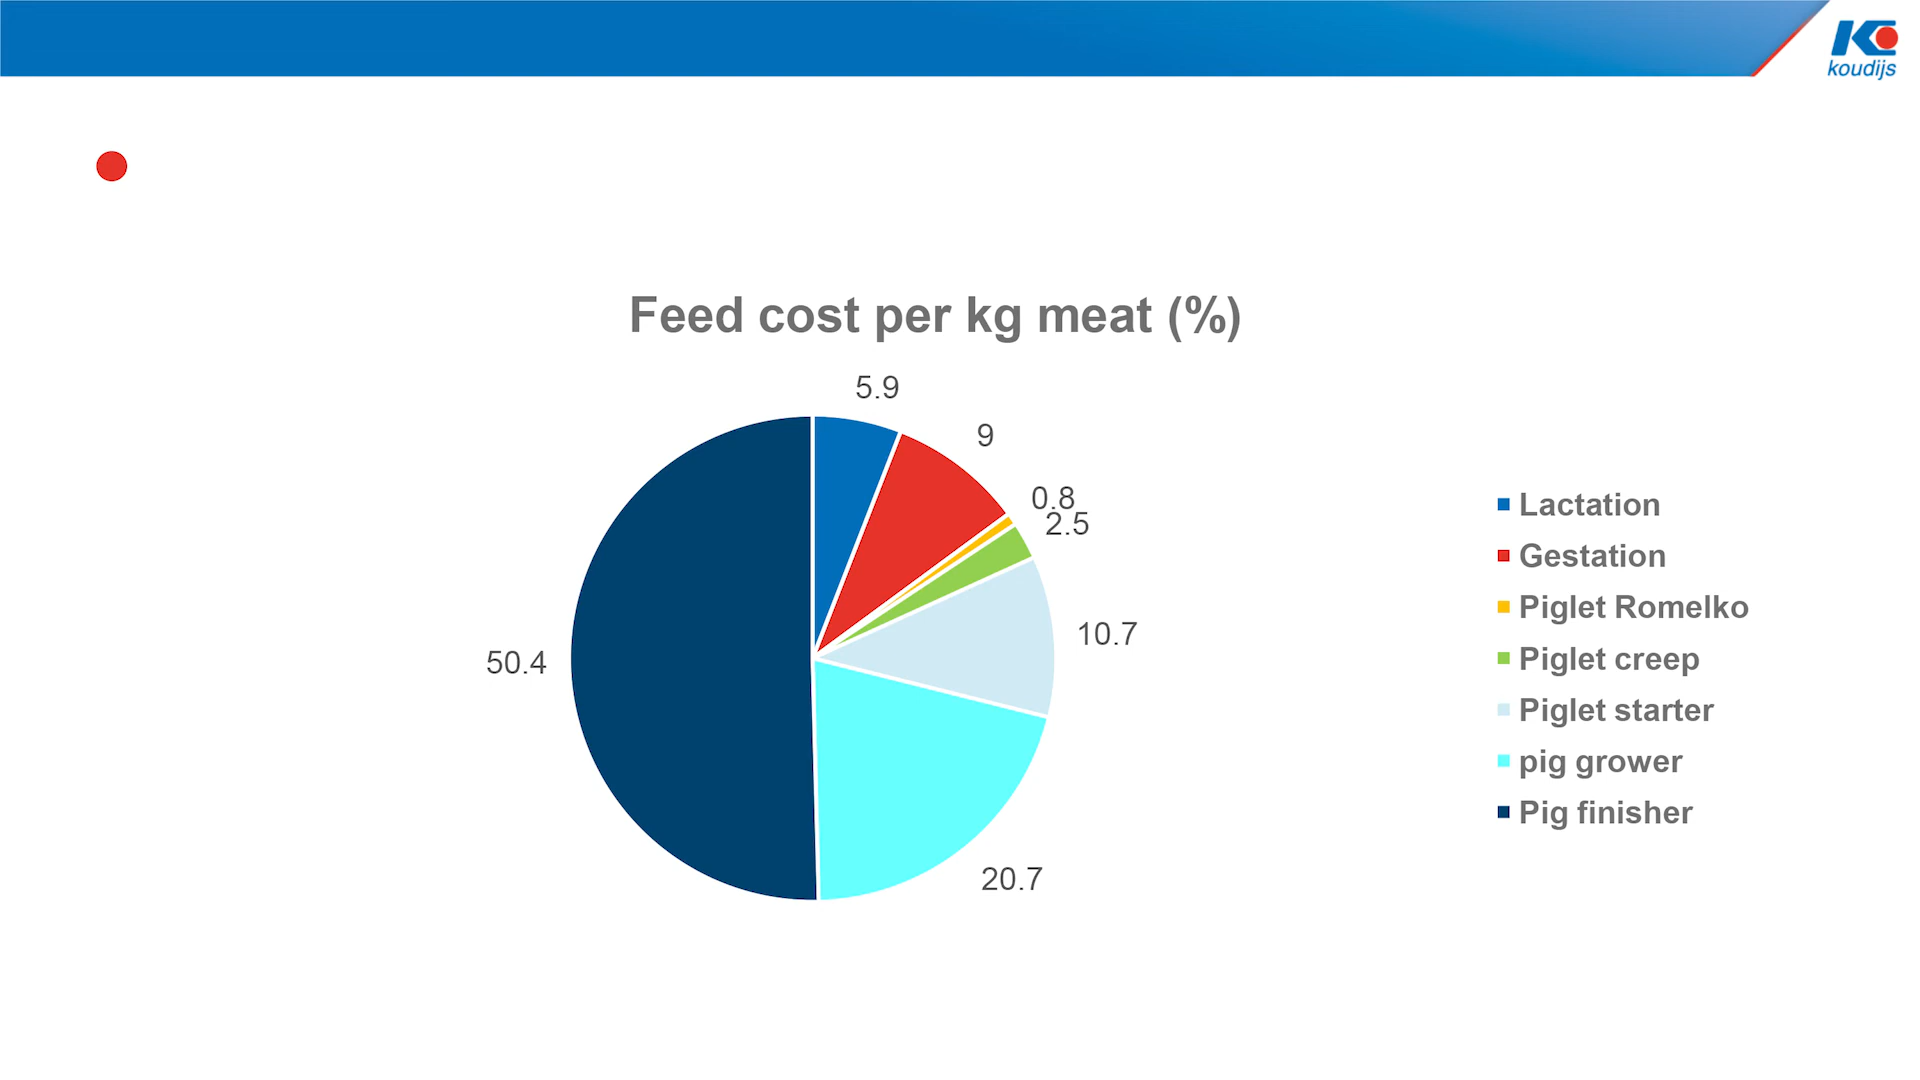 koudijs
Feed cost per kg meat (%)
5.9
9
0.8
2.5
10.7
50.4
20.7
Lactation
Gestation
Piglet Romelko
Piglet creep
Piglet starter
pig grower
Pig finisher